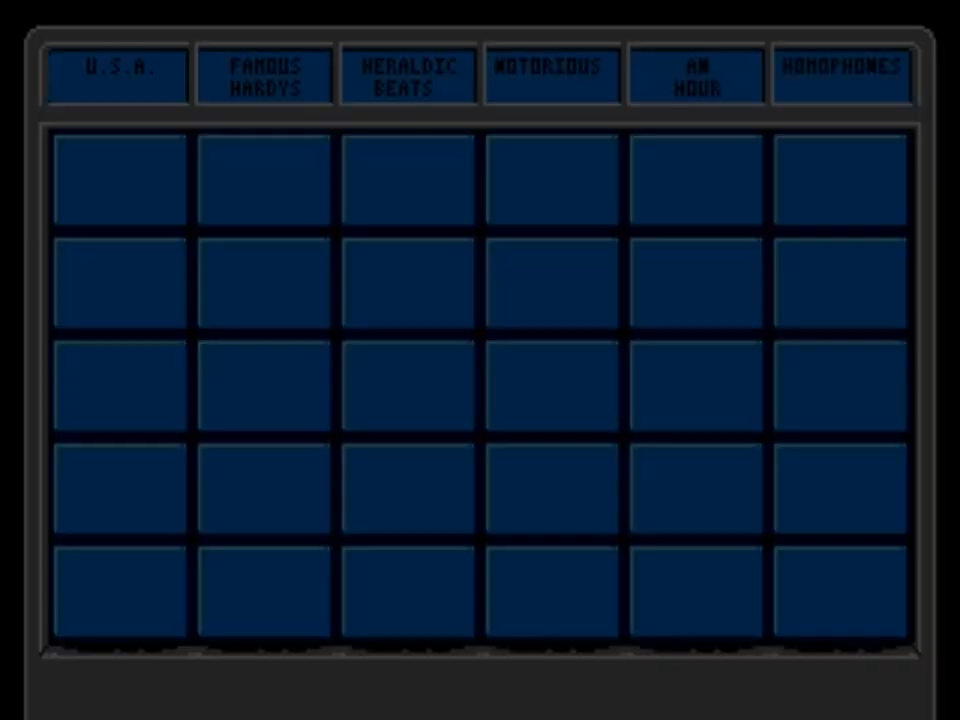 U.S.A.
FAMOUS
HARDYS
HERALDIC
BEATS
NOTORIOUS
AN
HOUR
HOMOPHONES